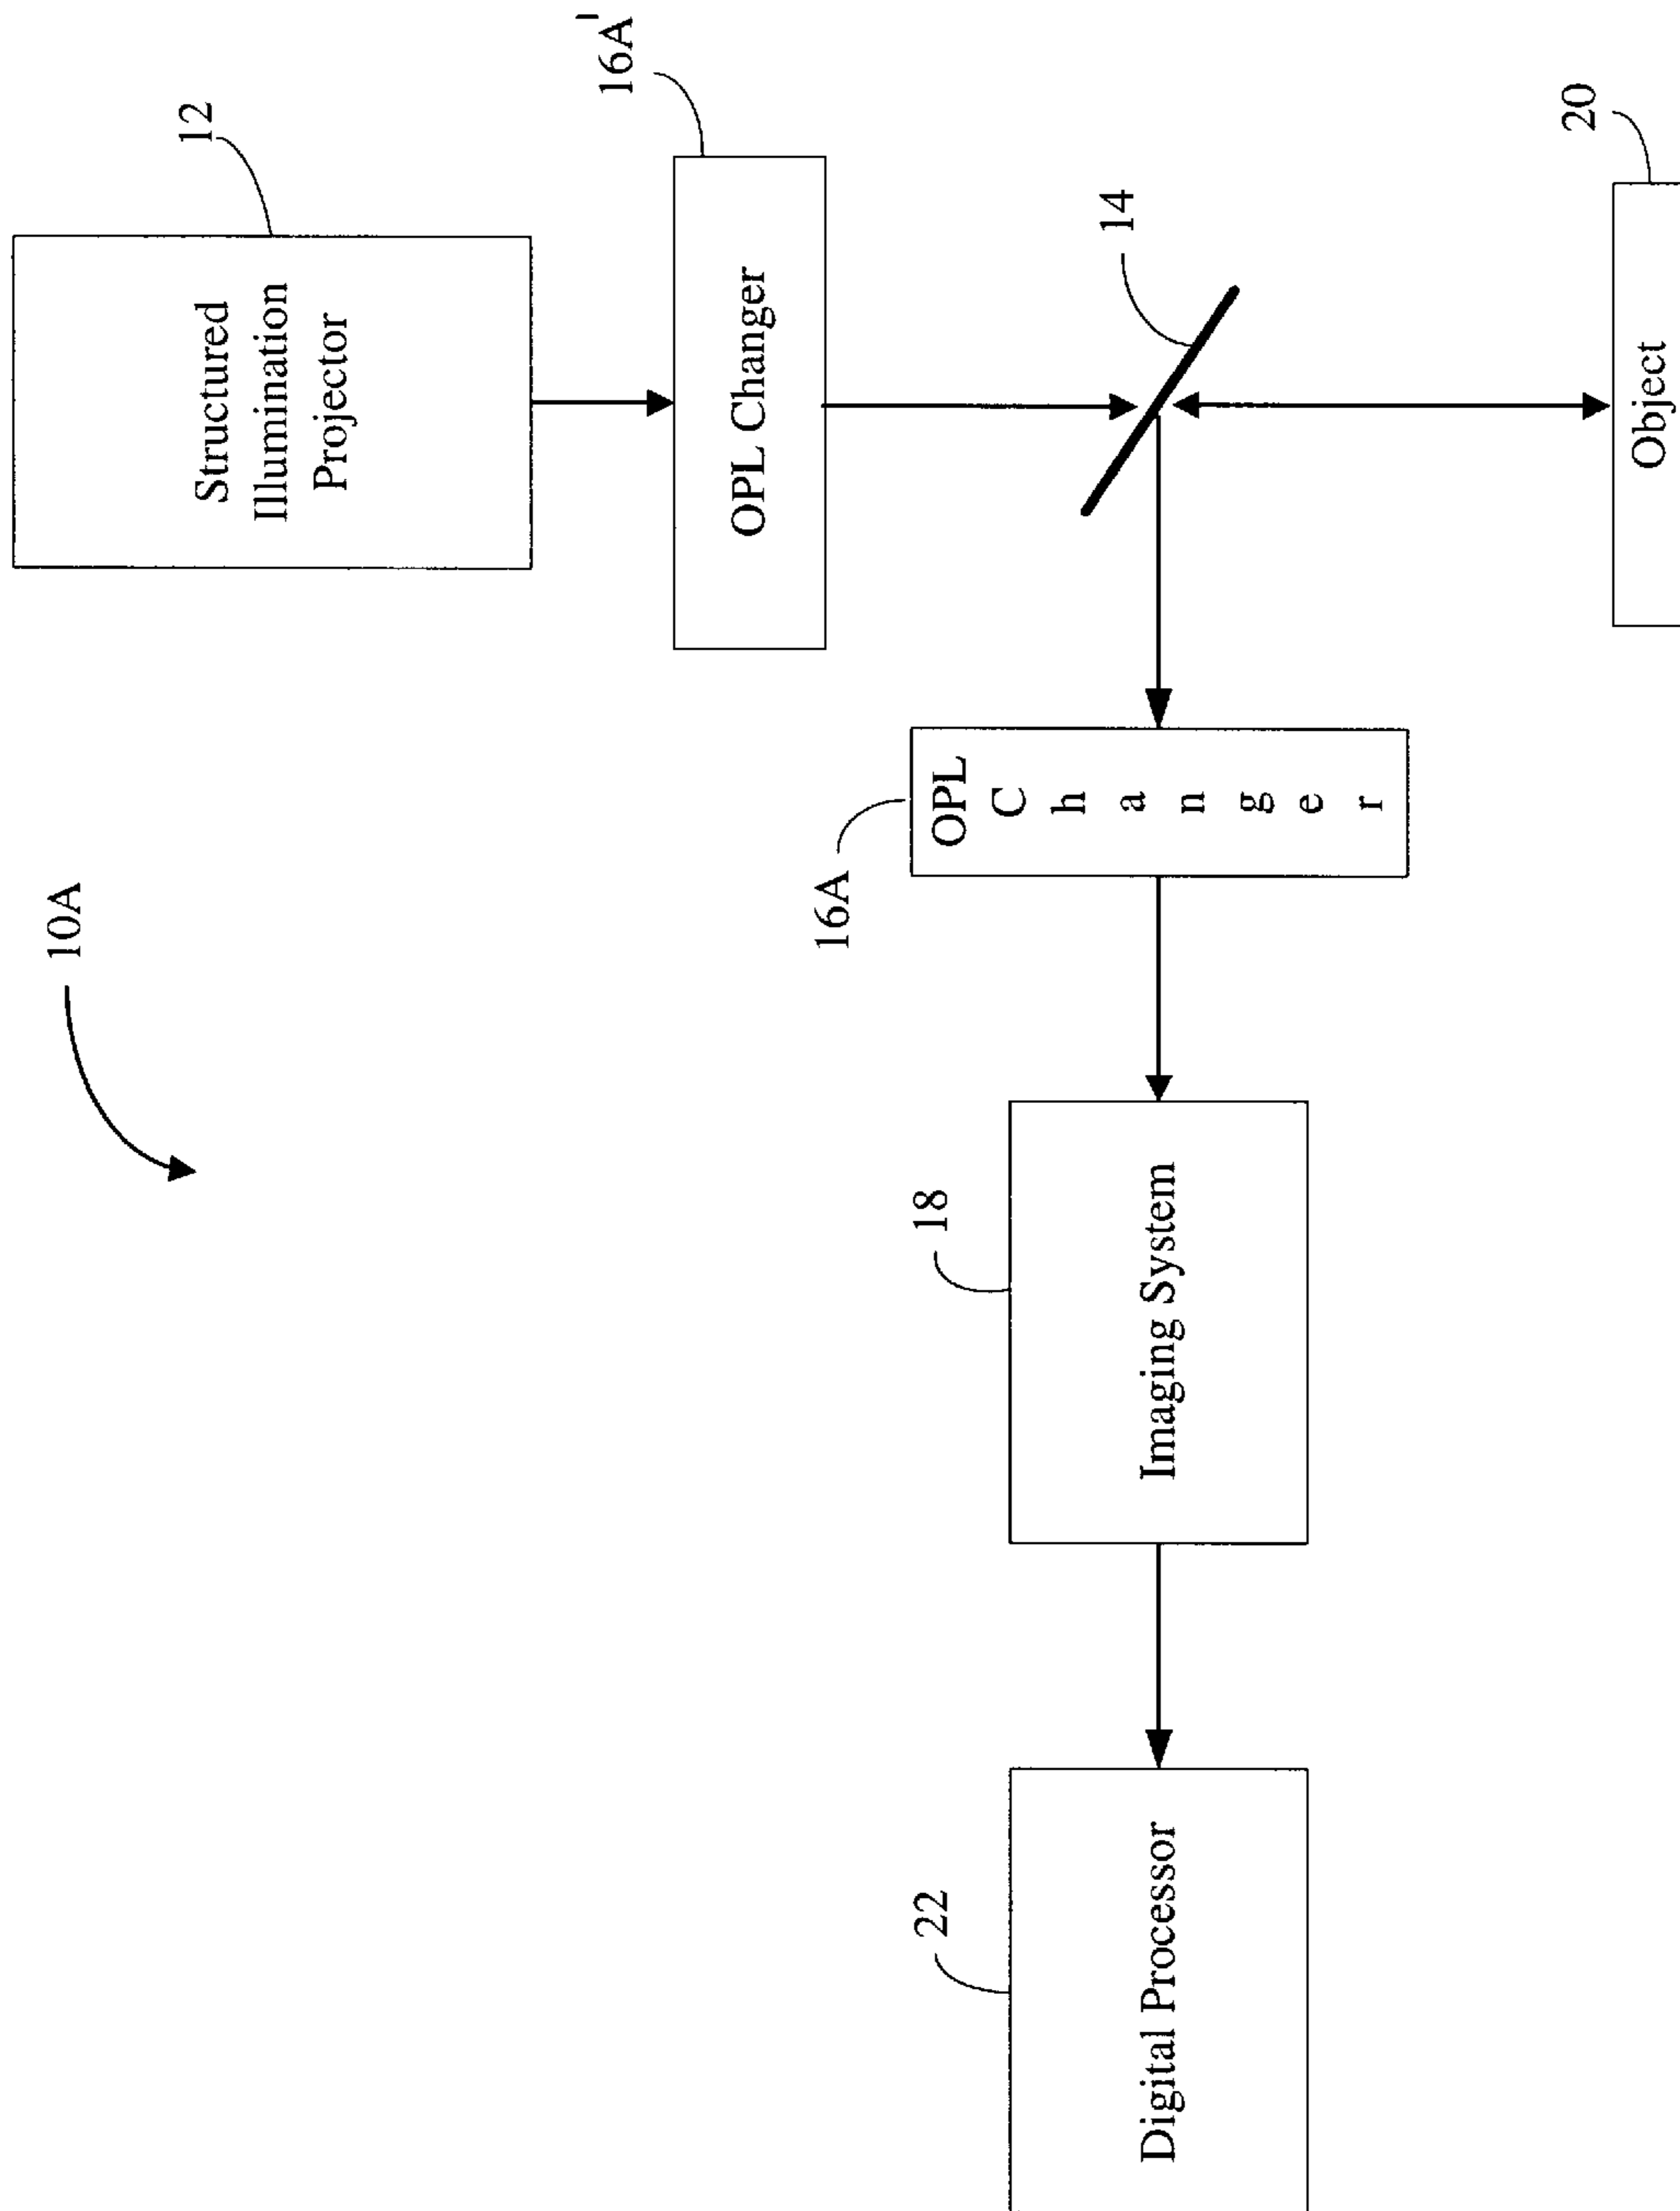 10A
12
Structured
Illumination
Projector
16A'
OPL Changer
14
22
Digital Processor
18
Imaging System
16A
OPL
C
h
a
n
g
e
r
20
Object